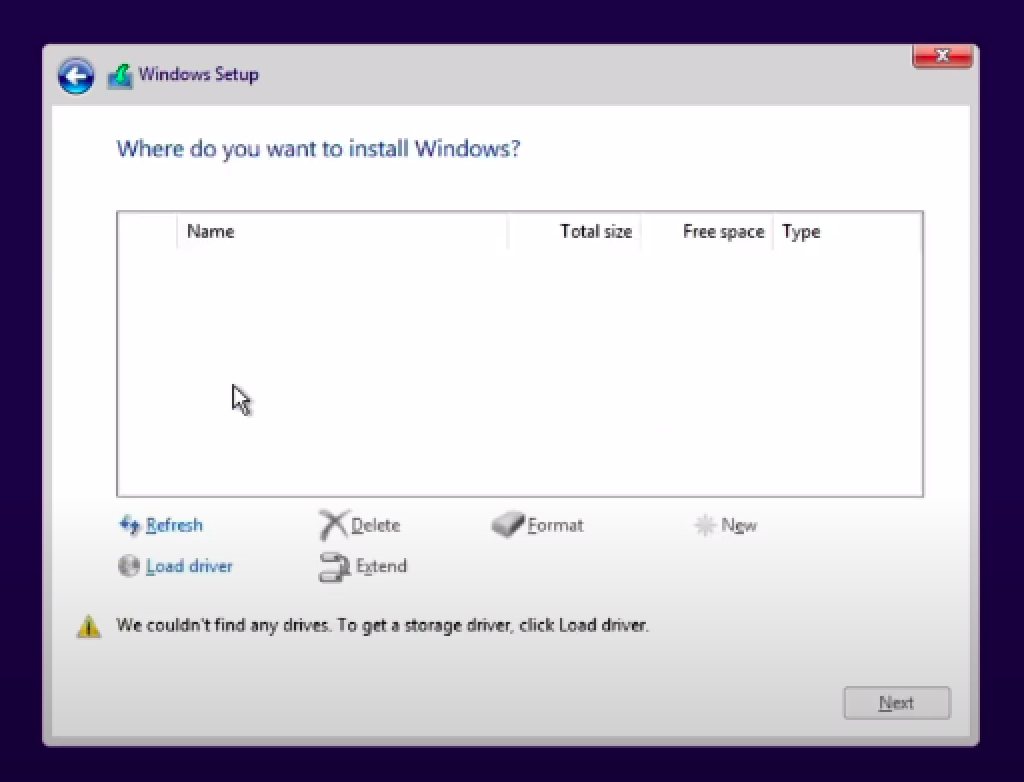 Windows Setup
Where do you want to install Windows?
Name Total size Free space Type
Refresh Delete Format New
Load driver Extend
We couldn't find any drives. To get a storage driver, click Load driver.
Next